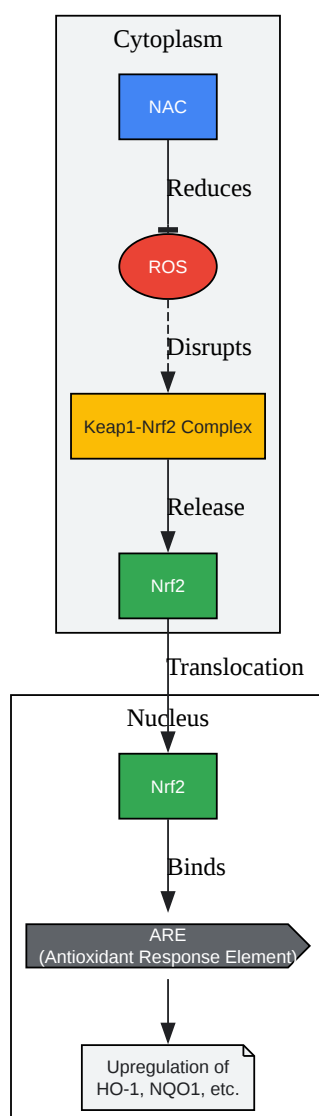 Cytoplasm
NAC
Reduces
ROS
Disrupts
Keap1-Nrf2 Complex
Release
Nrf2
Translocation
Nucleus
Nrf2
Binds
ARE
(Antioxidant Response Element)
Upregulation of
HO-1, NQO1, etc.